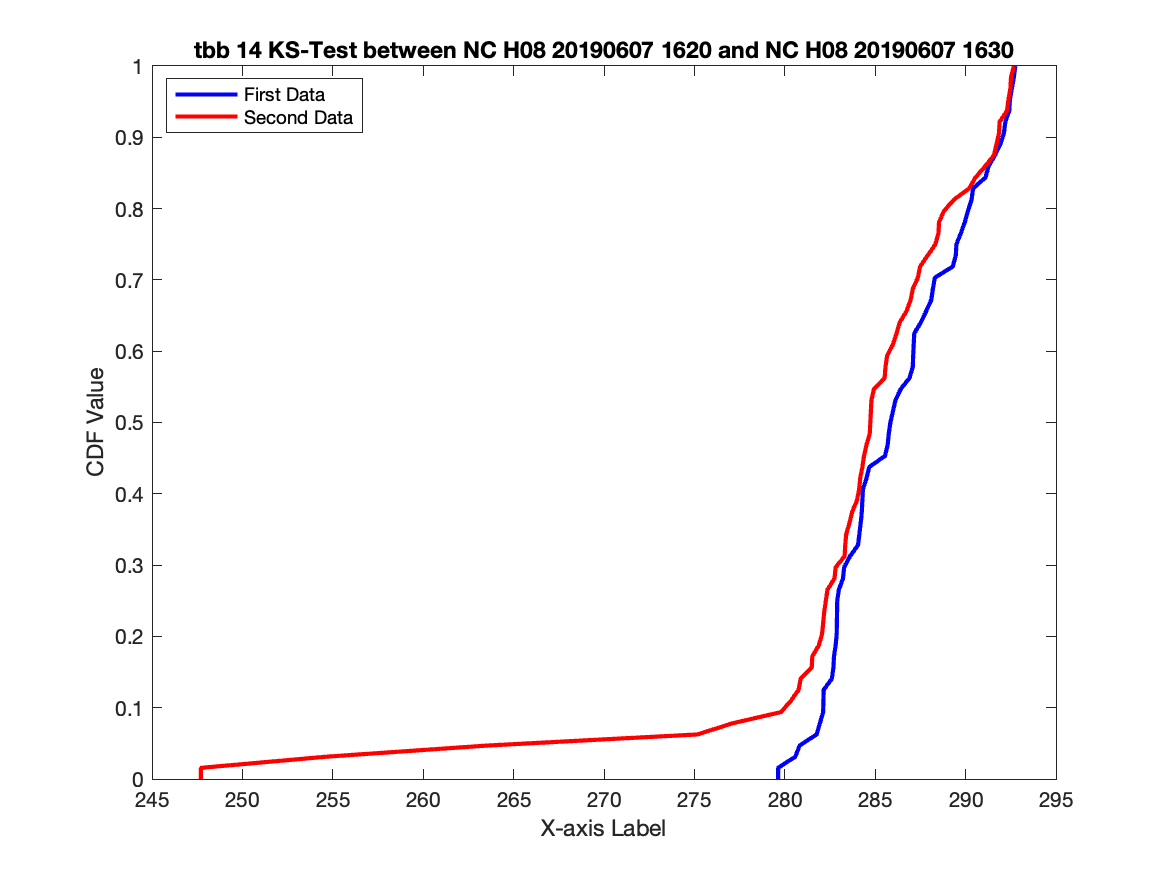 tbb 14 KS-Test between NC H08 20190607 1620 and NC H08 20190607 1630
First Data
Second Data
CDF Value
1
0.9
0.8
0.7
0.6
0.5
0.4
0.3
0.2
0.1
0
245 250 255 260 265 270 275 280 285 290 295
X-axis Label